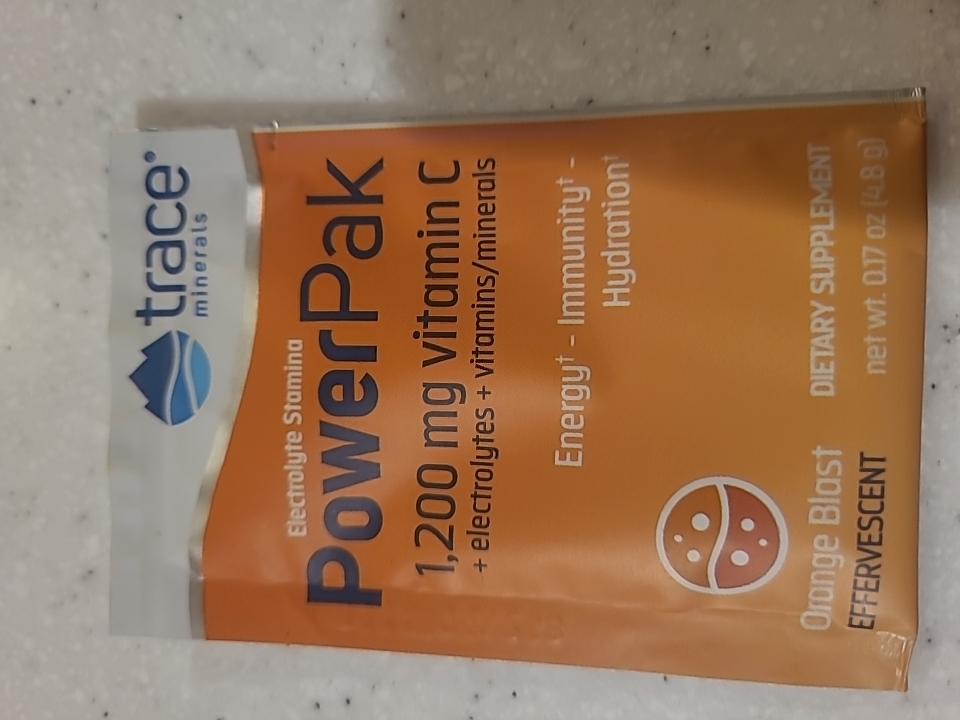 trace®
minerals
Electrolyte Stamina
PowerPak
1,200 mg vitamin C
+ electrolytes + vitamins/minerals
Energy† - Immunity† -
Hydration†
Orange Blast
EFFERVESCENT
DIETARY SUPPLEMENT
net wt. 0.17 oz (4.8 g)